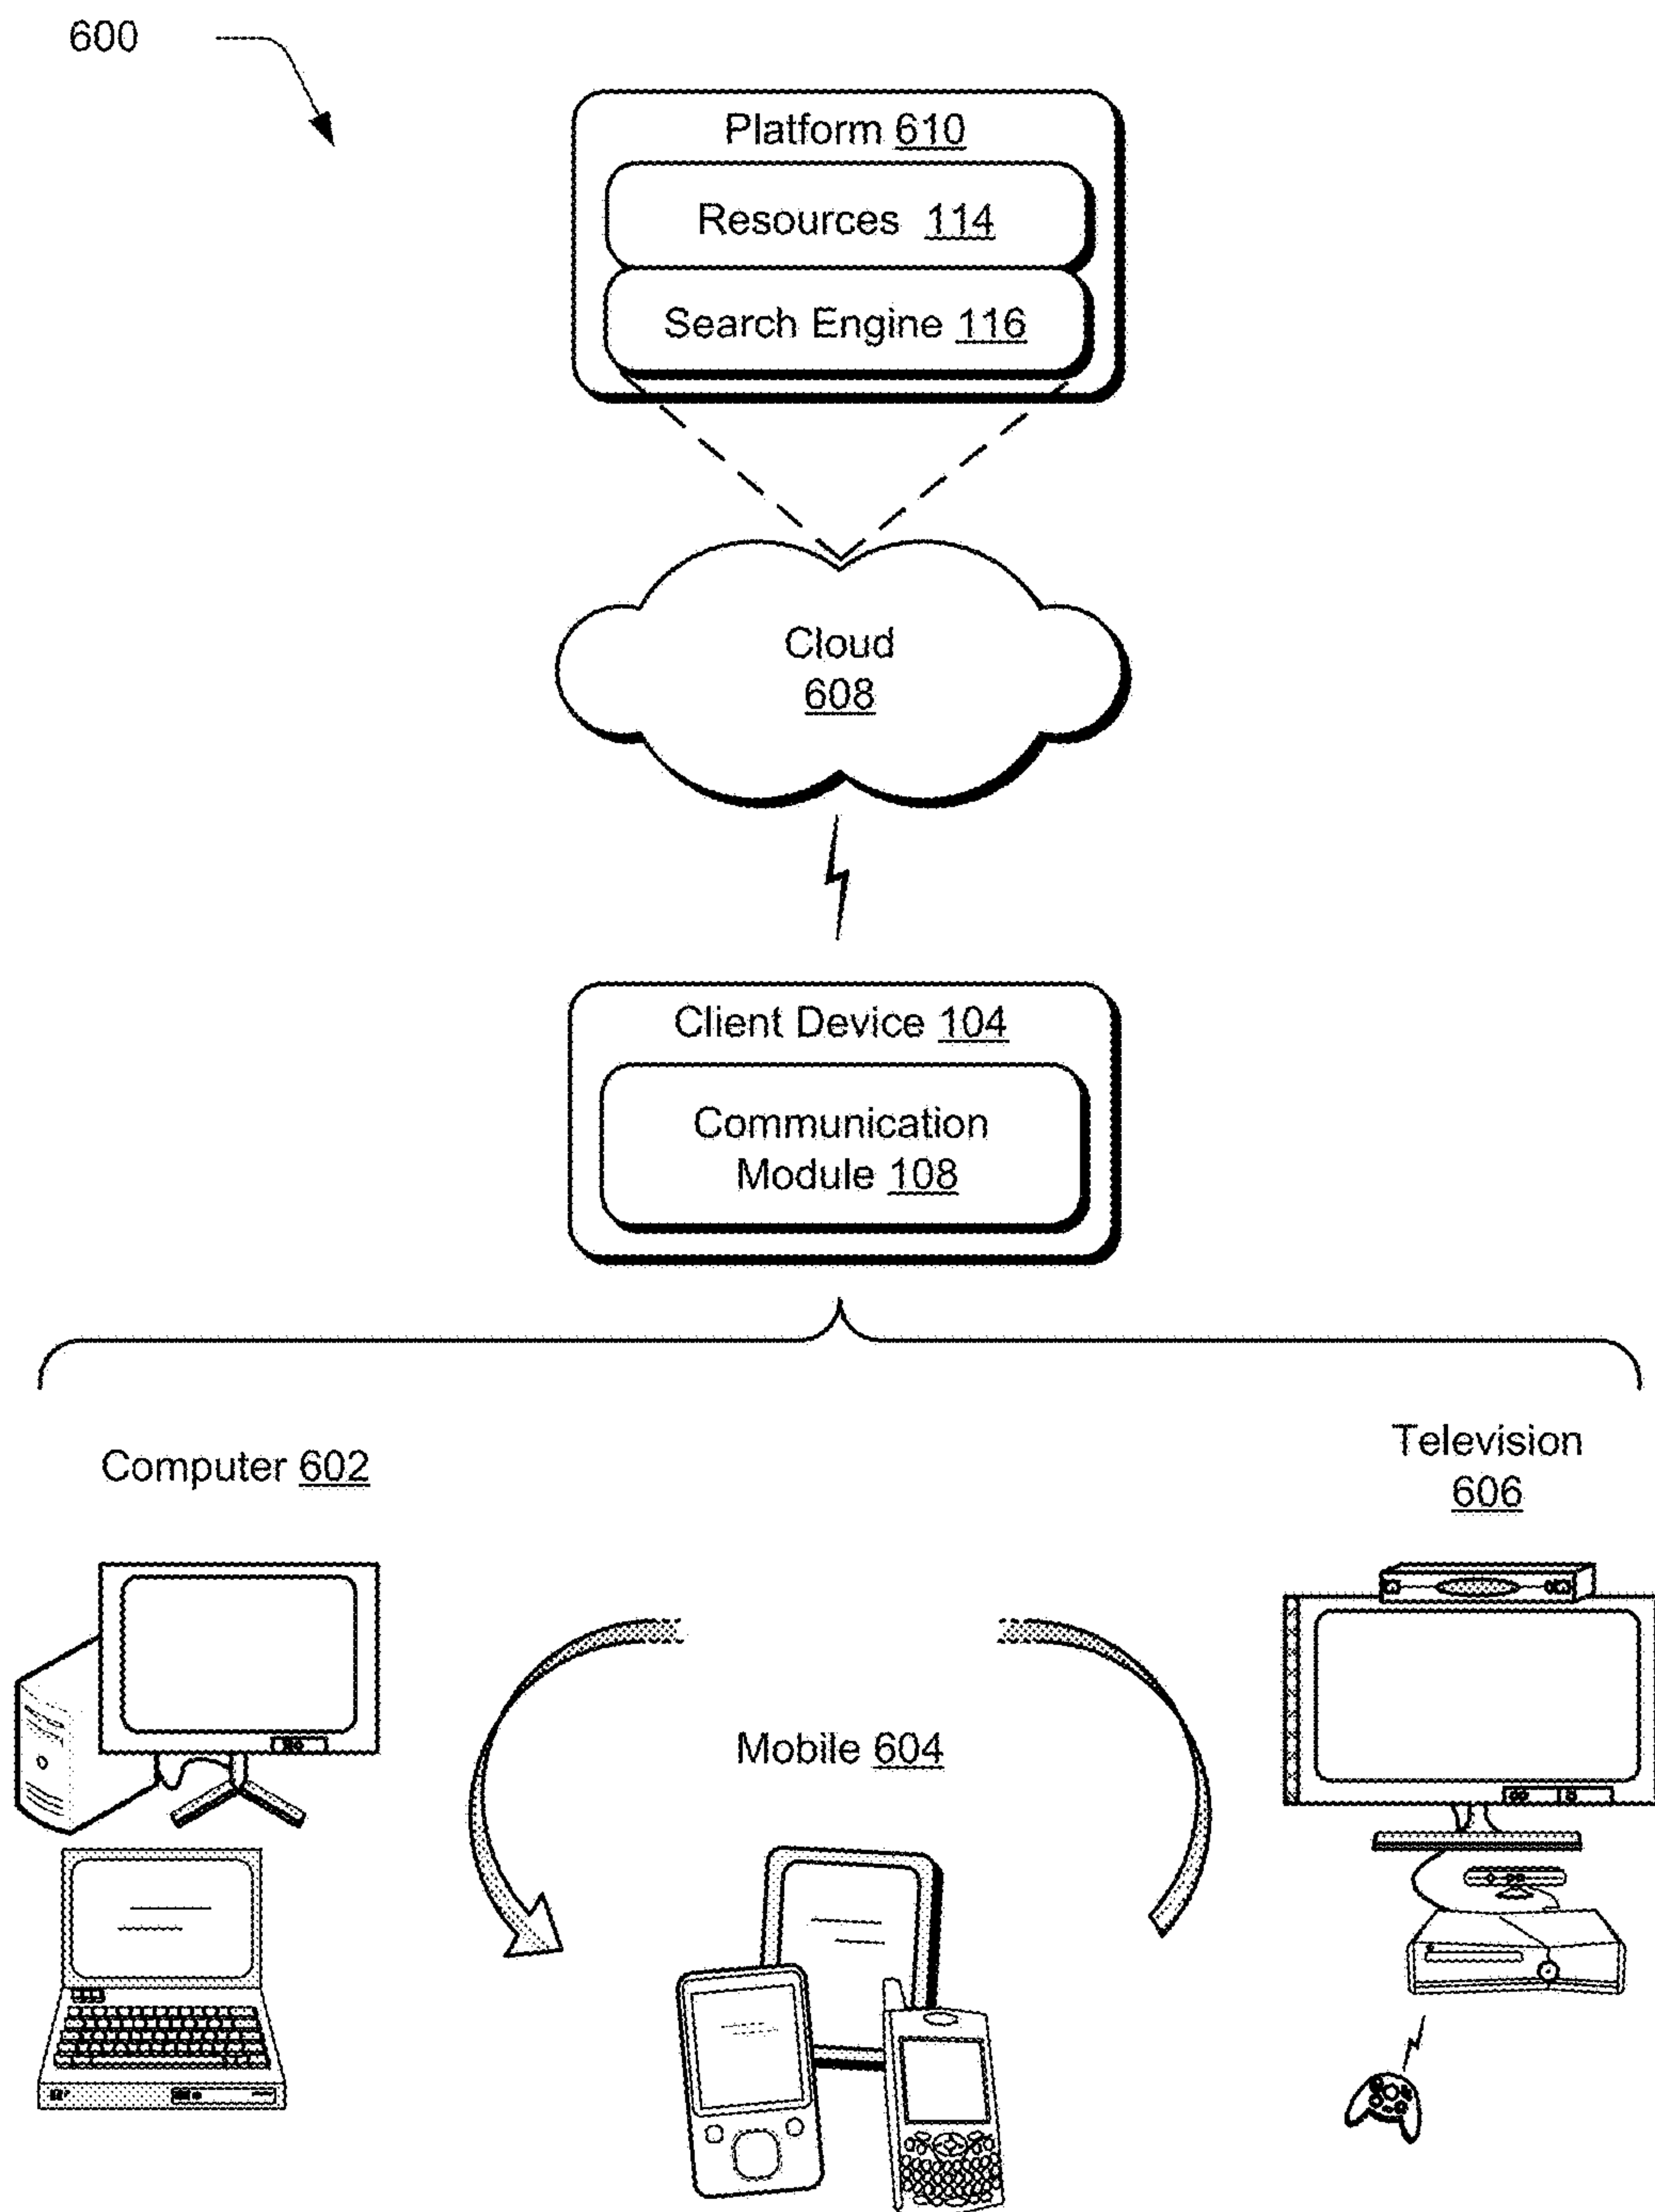 600
Platform 610
Resources 114
Search Engine 116
Cloud
608
Client Device 104
Communication
Module 108
Computer 602
Television
606
Mobile 604